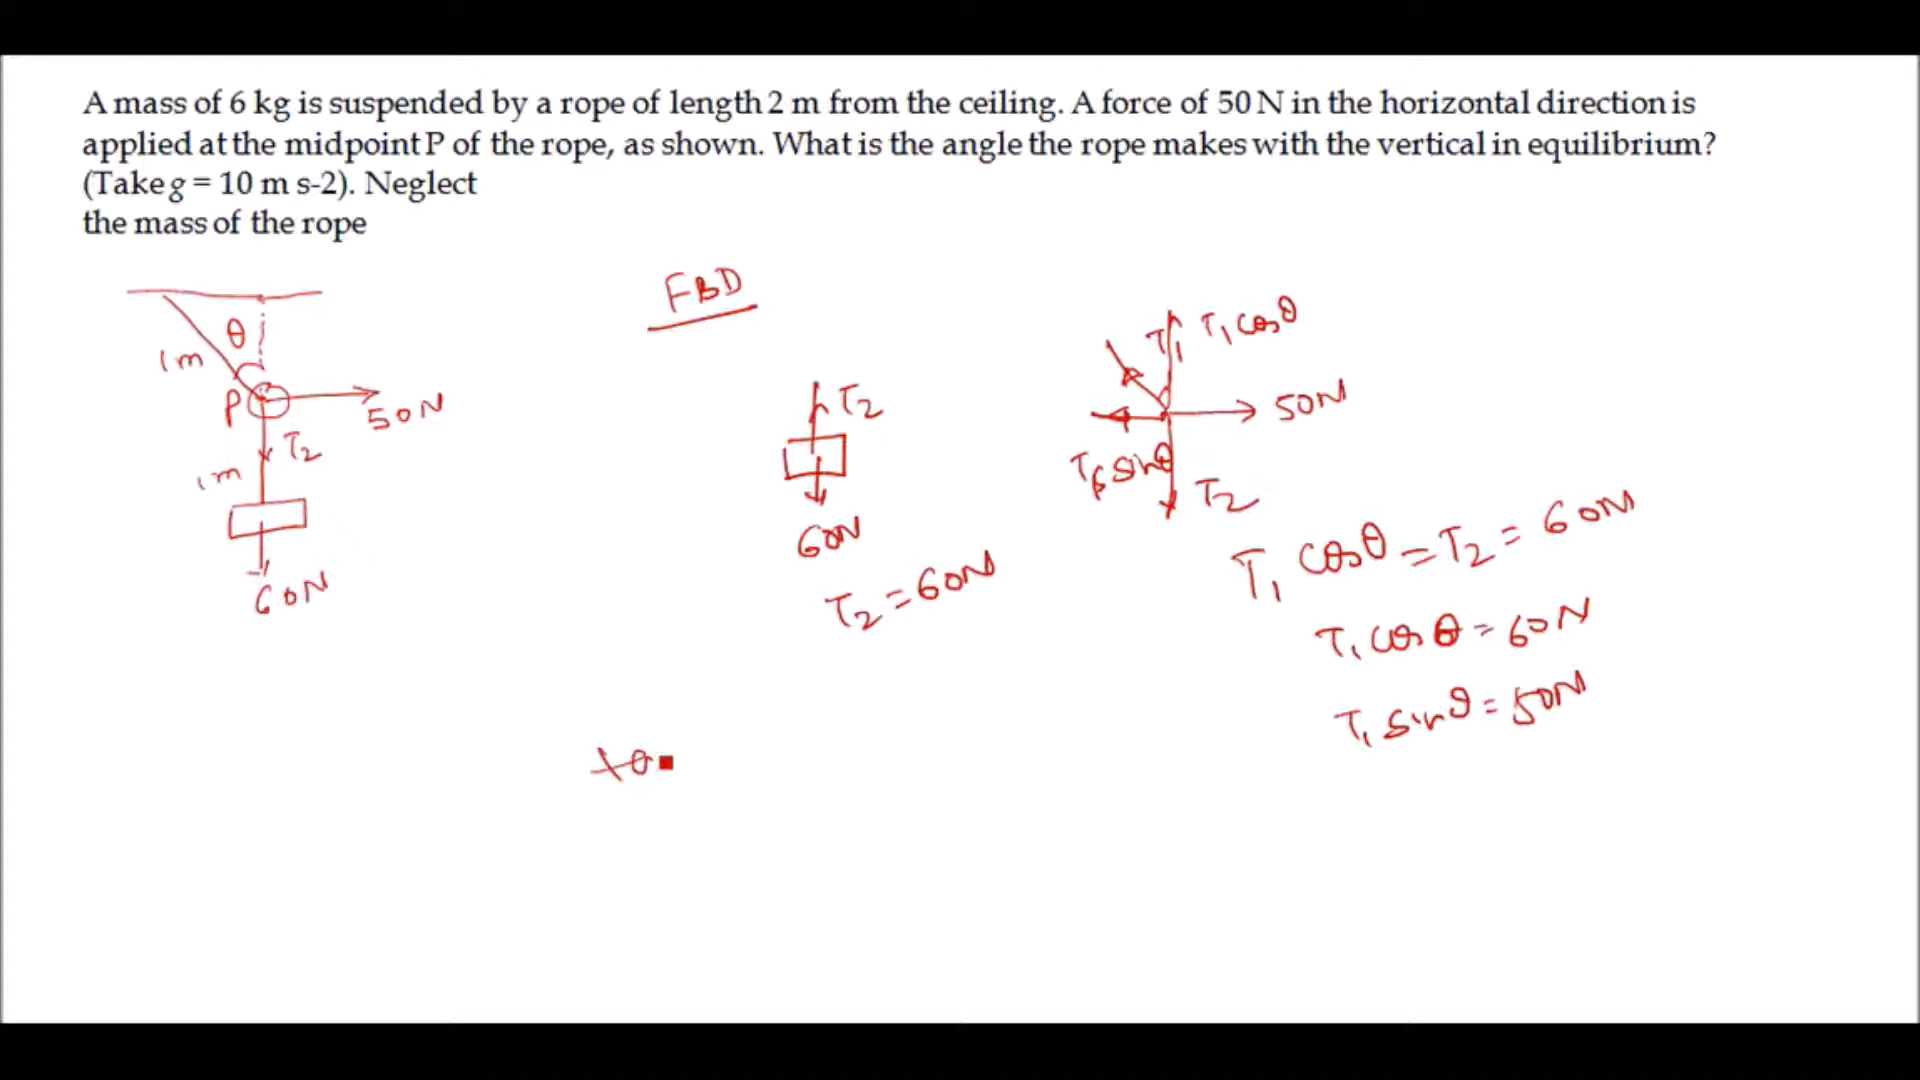 A mass of 6 kg is suspended by a rope of length 2 m from the ceiling. A force of 50 N in the horizontal direction is
applied at the midpoint P of the rope, as shown. What is the angle the rope makes with the vertical in equilibrium?
(Take g = 10 m s-2). Neglect
the mass of the rope
FBD
θ
1m
P
50N
T₂
1m
60N
T₂
60N
T₂ = 60N
T₁
T₁ cosθ
50N
T₁ sinθ
T₂
T₁ cosθ = T₂ = 60N
T₁ cosθ = 60N
T₁ sinθ = 50N
ta